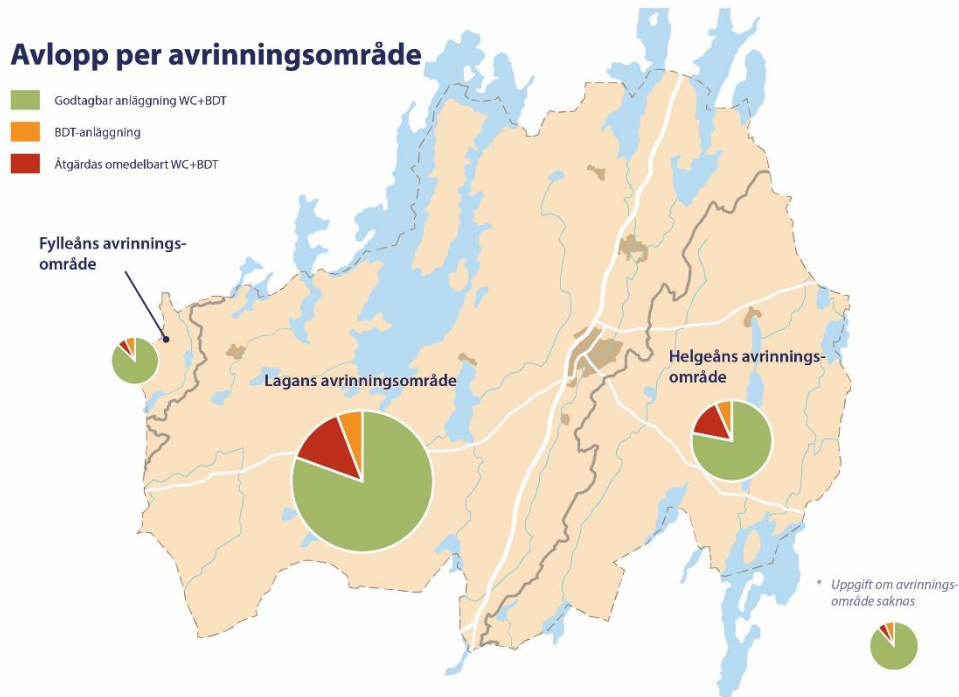 Avlopp per avrinningsområde
Godtagbar anläggning WC+BDT
BDT-anläggning
Åtgärdas omedelbart WC+BDT
Fylleåns avrinnings-
område
Lagans avrinningsområde
Helgeåns avrinnings-
område
* Uppgift om avrinnings-
område saknas